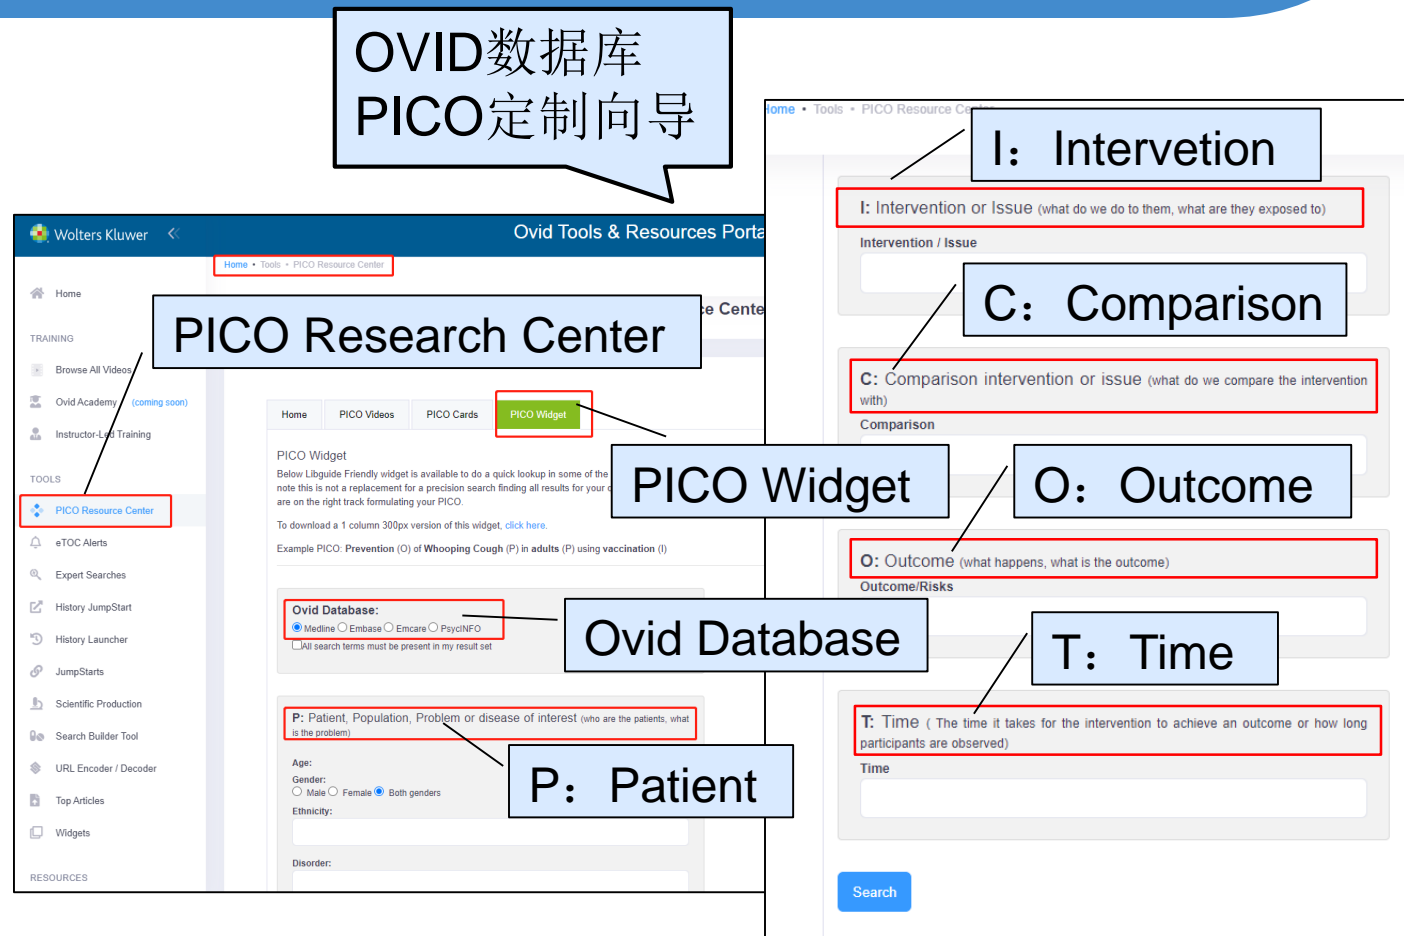 OVID数据库
PICO定制向导
Wolters Kluwer
Ovid Tools & Resources Porta
Home • Tools • PICO Resource Center
Home
TRAINING
Browse All Videos
Ovid Academy (coming soon)
Instructor-Led Training
TOOLS
PICO Resource Center
eTOC Alerts
Expert Searches
History JumpStart
History Launcher
JumpStarts
Scientific Production
Search Builder Tool
URL Encoder / Decoder
Top Articles
Widgets
RESOURCES
PICO Research Center
ce Cente
Home
PICO Videos
PICO Cards
PICO Widget
PICO Widget
Below Libguide Friendly widget is available to do a quick lookup in some of the
note this is not a replacement for a precision search finding all results for your
are on the right track formulating your PICO.
To download a 1 column 300px version of this widget, click here.
Example PICO: Prevention (O) of Whooping Cough (P) in adults (P) using vaccination (I)
PICO Widget
Ovid Database:
Medline Embase Emcare PsycINFO
All search terms must be present in my result set
Ovid Database
P: Patient, Population, Problem or disease of interest (who are the patients, what
is the problem)
P：Patient
Age:
Gender:
Male Female Both genders
Ethnicity:
Disorder:
Home • Tools • PICO Resource Center
I：Intervetion
I: Intervention or Issue (what do we do to them, what are they exposed to)
Intervention / Issue
C：Comparison
C: Comparison intervention or issue (what do we compare the intervention
with)
Comparison
O：Outcome
O: Outcome (what happens, what is the outcome)
Outcome/Risks
T：Time
T: Time ( The time it takes for the intervention to achieve an outcome or how long
participants are observed)
Time
Search